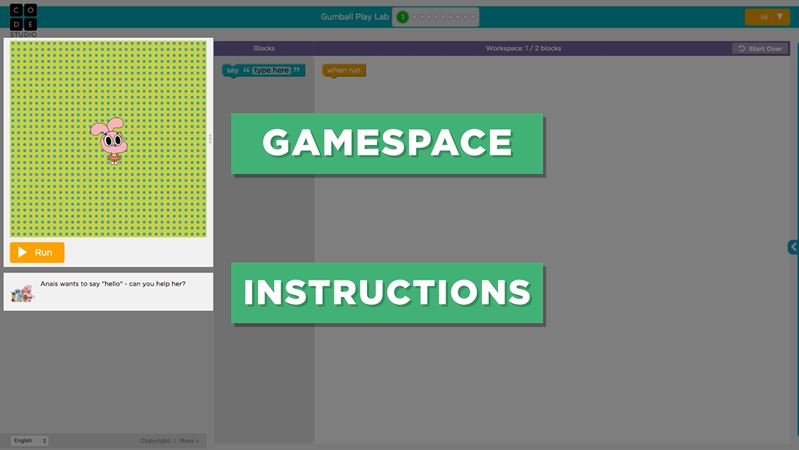 CODE
STUDIO
Gumball Play Lab
1
Hi
Blocks
Workspace: 1 / 2 blocks
Start Over
say “ type here ”
when run
GAMESPACE
Run
Anais wants to say "hello" - can you help her?
INSTRUCTIONS
English
Copyright | More